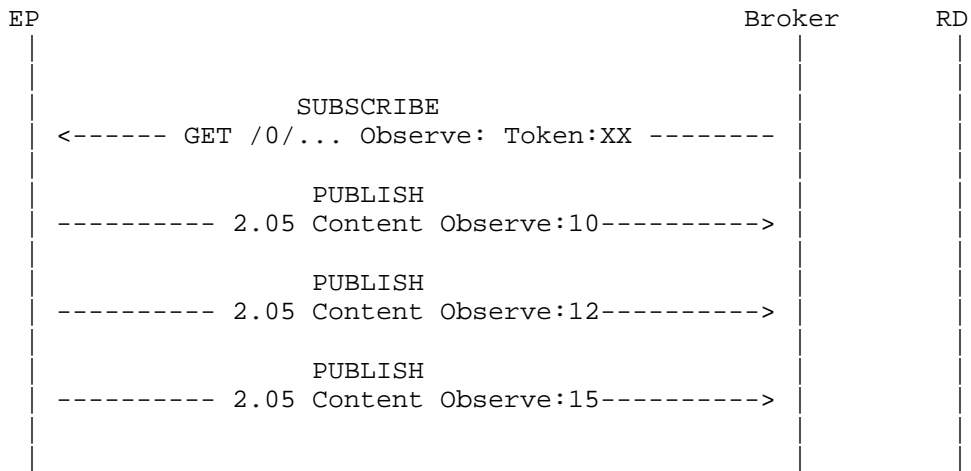 EP Broker RD
SUBSCRIBE
<------ GET /0/... Observe: Token:XX --------
PUBLISH
---------- 2.05 Content Observe:10---------->
PUBLISH
---------- 2.05 Content Observe:12---------->
PUBLISH
---------- 2.05 Content Observe:15---------->